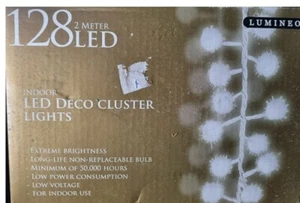 128 LED
2 METER
LUMINEO
INDOOR
LED DECO CLUSTER
LIGHTS
- EXTREME BRIGHTNESS
- LONG-LIFE NON-REPLACEABLE BULB
- MINIMUM OF 50,000 HOURS
- LOW POWER CONSUMPTION
- LOW VOLTAGE
- FOR INDOOR USE